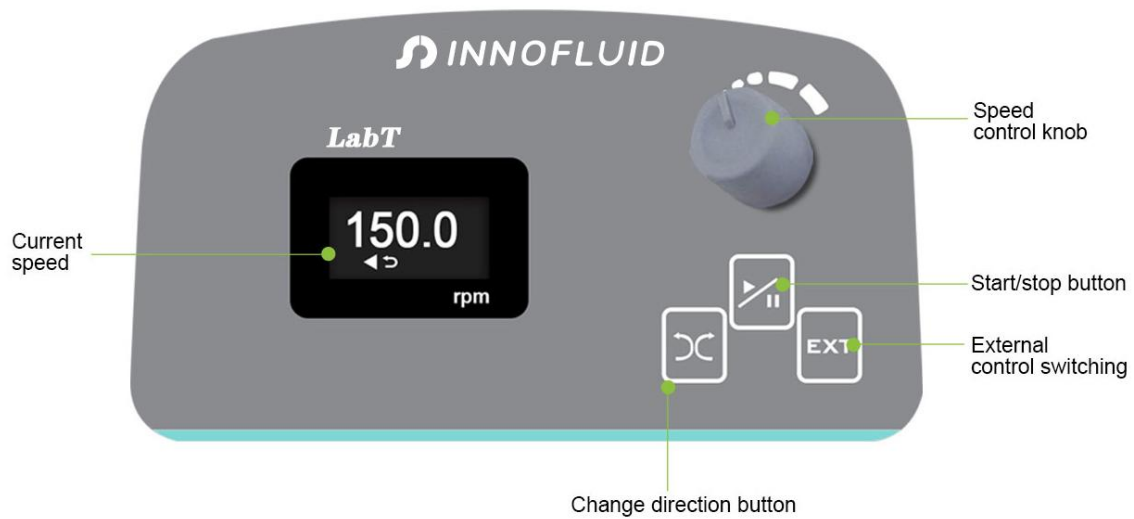 INNOFLUID
LabT
Speed
control knob
150.0
Current
speed
rpm
Start/stop button
EXT
External
control switching
Change direction button